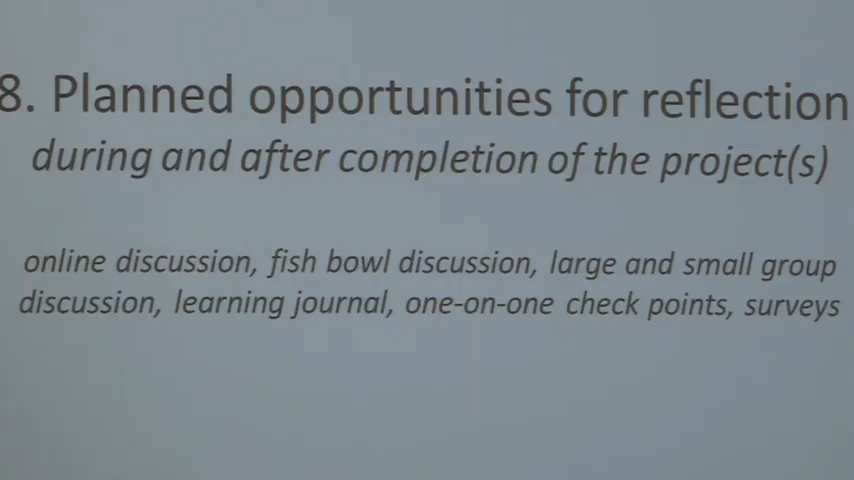 8. Planned opportunities for reflection
during and after completion of the project(s)
online discussion, fish bowl discussion, large and small group
discussion, learning journal, one-on-one check points, surveys